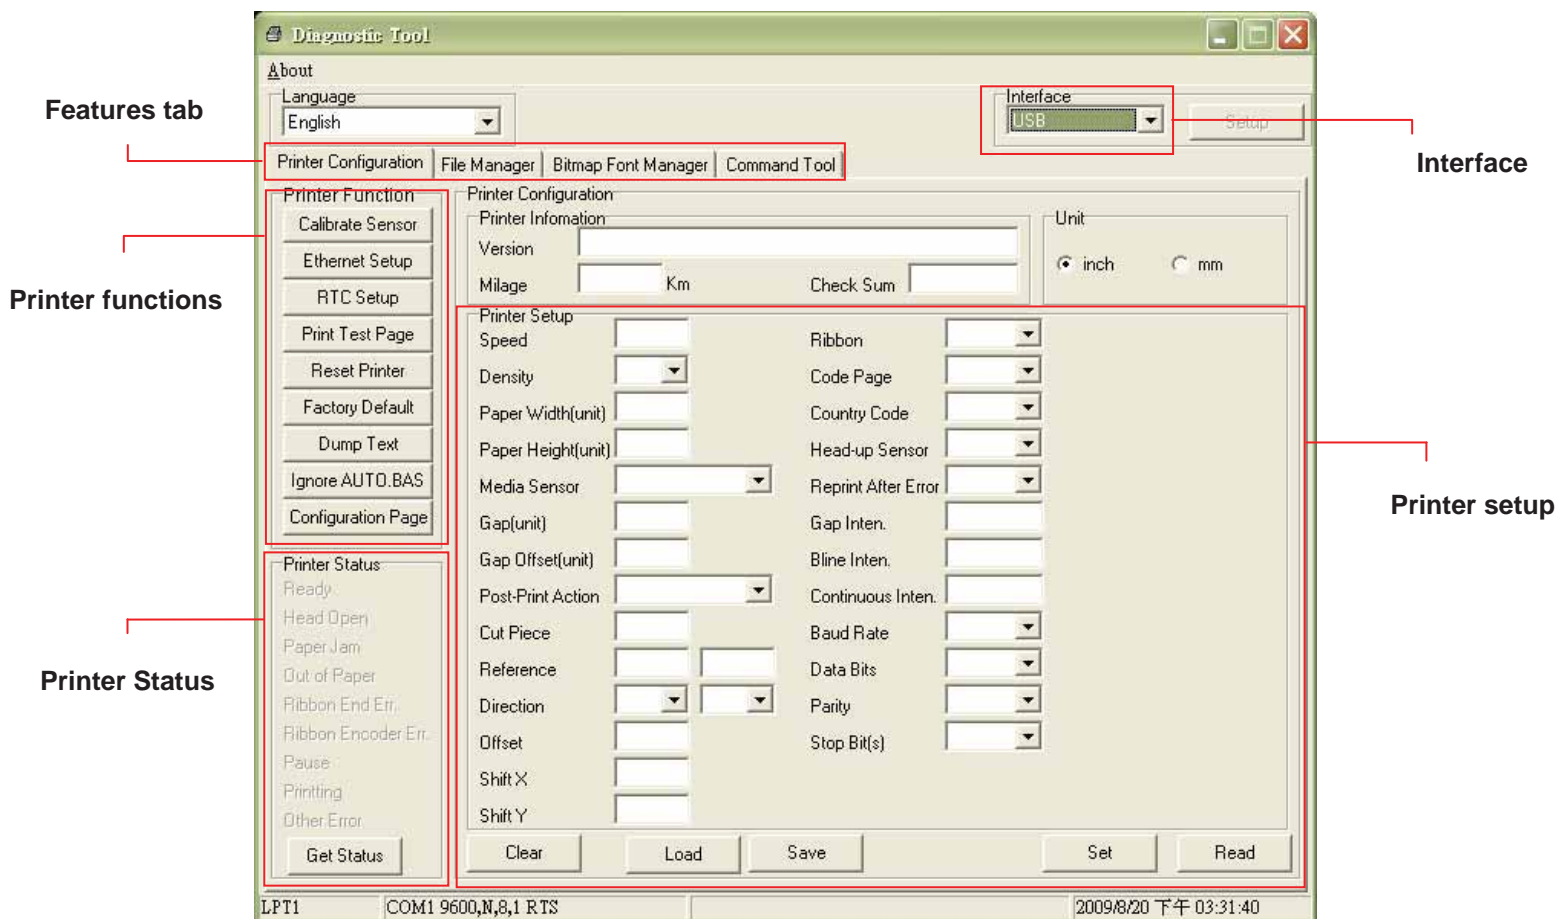 Diagnostic Tool
About
Features tab
Language
English
Interface
USB
Setup
Interface
Printer Configuration
File Manager
Bitmap Font Manager
Command Tool
Printer functions
Printer Function
Calibrate Sensor
Ethernet Setup
RTC Setup
Print Test Page
Reset Printer
Factory Default
Dump Text
Ignore AUTO.BAS
Configuration Page
Printer Configuration
Printer Infomation
Version
Milage
Km
Check Sum
Unit
inch
mm
Printer Setup
Speed
Density
Paper Width(unit)
Paper Height(unit)
Media Sensor
Gap(unit)
Gap Offset(unit)
Post-Print Action
Cut Piece
Reference
Direction
Offset
Shift X
Shift Y
Ribbon
Code Page
Country Code
Head-up Sensor
Reprint After Error
Gap Inten.
Bline Inten.
Continuous Inten.
Baud Rate
Data Bits
Parity
Stop Bit(s)
Printer setup
Printer Status
Printer Status
Ready
Head Open
Paper Jam
Out of Paper
Ribbon End Err.
Ribbon Encoder Err.
Pause
Printting
Other Error
Get Status
Clear
Load
Save
Set
Read
LPT1
COM1 9600,N,8,1 RTS
2009/8/20 下午 03:31:40